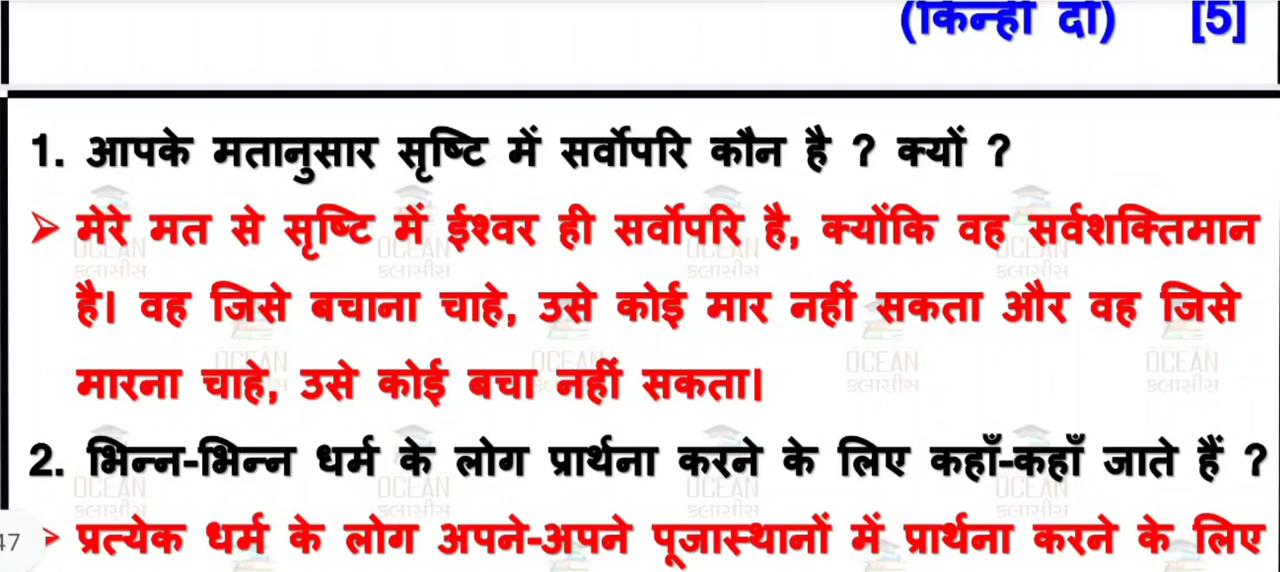 (किन्हीं दो) [5]
1. आपके मतानुसार सृष्टि में सर्वोपरि कौन है ? क्यों ?
➢ मेरे मत से सृष्टि में ईश्वर ही सर्वोपरि है, क्योंकि वह सर्वशक्तिमान
है। वह जिसे बचाना चाहे, उसे कोई मार नहीं सकता और वह जिसे
मारना चाहे, उसे कोई बचा नहीं सकता।
2. भिन्न-भिन्न धर्म के लोग प्रार्थना करने के लिए कहाँ-कहाँ जाते हैं ?
➢ प्रत्येक धर्म के लोग अपने-अपने पूजास्थानों में प्रार्थना करने के लिए
47
OCEAN
ક્લાસીસ